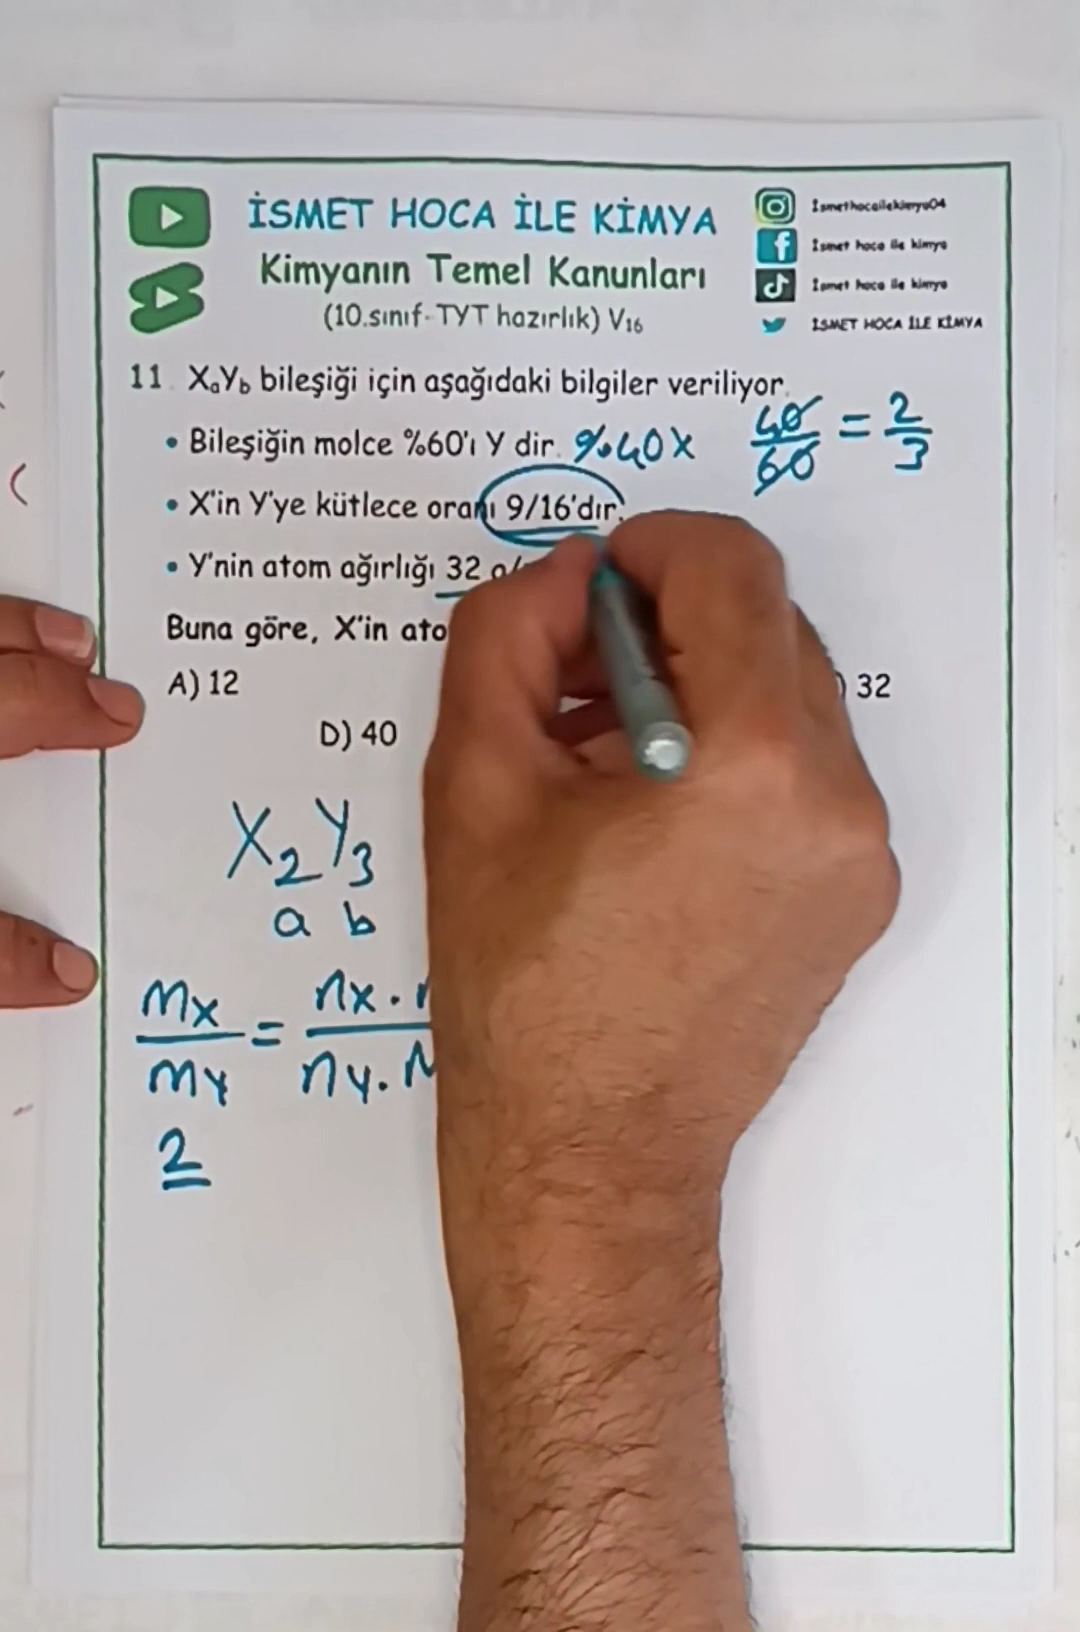 İSMET HOCA İLE KİMYA
Kimyanın Temel Kanunları
(10.sınıf-TYT hazırlık) V16
Ismethocailekimya04
İsmet hoca ile kimya
İsmet hoca ile kimya
İSMET HOCA İLE KİMYA
11. XaYb bileşiği için aşağıdaki bilgiler veriliyor.
• Bileşiğin molce %60'ı Y dir. %40X 40/60 = 2/3
• X'in Y'ye kütlece oranı 9/16'dır.
• Y'nin atom ağırlığı 32
Buna göre, X'in
A) 12
) 32
D) 40
X2Y3
a b
mx/my = nx./ny.
2